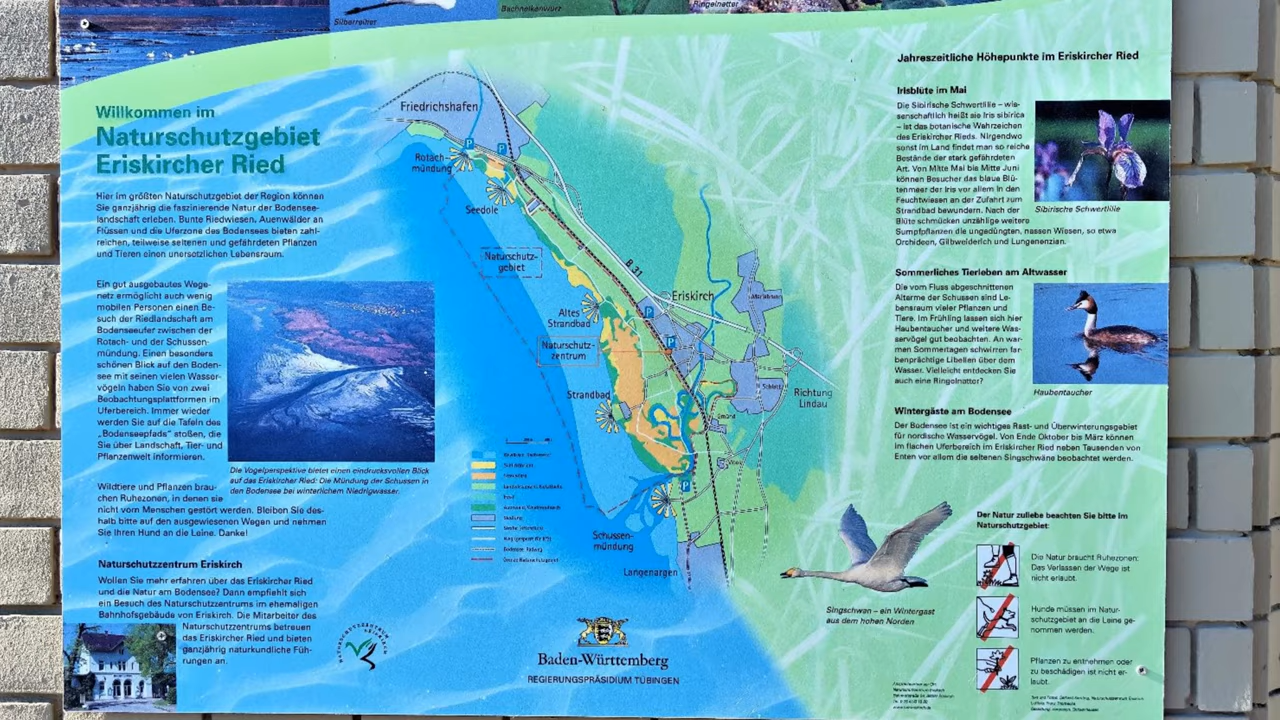 Silberreiher
Bachnelkenwurz
Ringelnatter
Willkommen im
Naturschutzgebiet
Eriskircher Ried
Hier im größten Naturschutzgebiet der Region können
Sie ganzjährig die faszinierende Natur der Bodensee-
landschaft erleben. Bunte Riedwiesen, Auenwälder an
Flüssen und die Uferzone des Bodensees bieten zahl-
reichen, teilweise seltenen und gefährdeten Pflanzen
und Tieren einen unersetzlichen Lebensraum.
Ein gut ausgebautes Wege-
netz ermöglicht auch wenig
mobilen Personen einen Be-
such der Riedlandschaft am
Bodenseeufer zwischen der
Rotach- und der Schussen-
mündung. Einen besonders
schönen Blick auf den Boden-
see mit seinen vielen Wasser-
vögeln haben Sie von zwei
Beobachtungsplattformen im
Uferbereich. Immer wieder
werden Sie auf die Tafeln des
„Bodenseepfads" stoßen, die
Sie über Landschaft, Tier- und
Pflanzenwelt informieren.
Die Vogelperspektive bietet einen eindrucksvollen Blick
auf das Eriskircher Ried: Die Mündung der Schussen in
den Bodensee bei winterlichem Niedrigwasser.
Wildtiere und Pflanzen brau-
chen Ruhezonen, in denen sie
nicht vom Menschen gestört werden. Bleiben Sie des-
halb bitte auf den ausgewiesenen Wegen und nehmen
Sie Ihren Hund an die Leine. Danke!
Naturschutzzentrum Eriskirch
Wollen Sie mehr erfahren über das Eriskircher Ried
und die Natur am Bodensee? Dann empfiehlt sich
ein Besuch des Naturschutzzentrums im ehemaligen
Bahnhofsgebäude von Eriskirch. Die Mitarbeiter des
Naturschutzzentrums betreuen
das Eriskircher Ried und bieten
ganzjährig naturkundliche Füh-
rungen an.
Friedrichshafen
P
P
Rotach-
mündung
Seedole
Naturschutz-
gebiet
B 31
Eriskirch
P
Altes
Strandbad
P
Naturschutz-
zentrum
Strandbad
Schlatt
Richtung
Lindau
Gmünd
P
Schussen-
mündung
Langenargen
Baden-Württemberg
REGIERUNGSPRÄSIDIUM TÜBINGEN
Jahreszeitliche Höhepunkte im Eriskircher Ried
Irisblüte im Mai
Die Sibirische Schwertlilie – wis-
senschaftlich heißt sie Iris sibirica
– ist das botanische Wahrzeichen
des Eriskircher Rieds. Nirgendwo
sonst im Land findet man so reiche
Bestände der stark gefährdeten
Art. Von Mitte Mai bis Mitte Juni
können Besucher das blaue Blü-
tenmeer der Iris vor allem in den
Feuchtwiesen an der Zufahrt zum
Strandbad bewundern. Nach der
Blüte schmücken unzählige weitere
Sumpfpflanzen die ungedüngten, nassen Wiesen, so etwa
Orchideen, Gilbweiderich und Lungenenzian.
Sibirische Schwertlilie
Sommerliches Tierleben am Altwasser
Die vom Fluss abgeschnittenen
Altarme der Schussen sind Le-
bensraum vieler Pflanzen und
Tiere. Im Frühling lassen sich hier
Haubentaucher und weitere Was-
servögel gut beobachten. An war-
men Sommertagen schwirren far-
benprächtige Libellen über dem
Wasser. Vielleicht entdecken Sie
auch eine Ringelnatter?
Haubentaucher
Wintergäste am Bodensee
Der Bodensee ist ein wichtiges Rast- und Überwinterungsgebiet
für nordische Wasservögel. Von Ende Oktober bis März können
im flachen Uferbereich im Eriskircher Ried neben Tausenden von
Enten vor allem die seltenen Singschwäne beobachtet werden.
Singschwan – ein Wintergast
aus dem hohen Norden
Der Natur zuliebe beachten Sie bitte im
Naturschutzgebiet:
Die Natur braucht Ruhezonen:
Das Verlassen der Wege ist
nicht erlaubt.
Hunde müssen im Natur-
schutzgebiet an die Leine ge-
nommen werden.
Pflanzen zu entnehmen oder
zu beschädigen ist nicht er-
laubt.